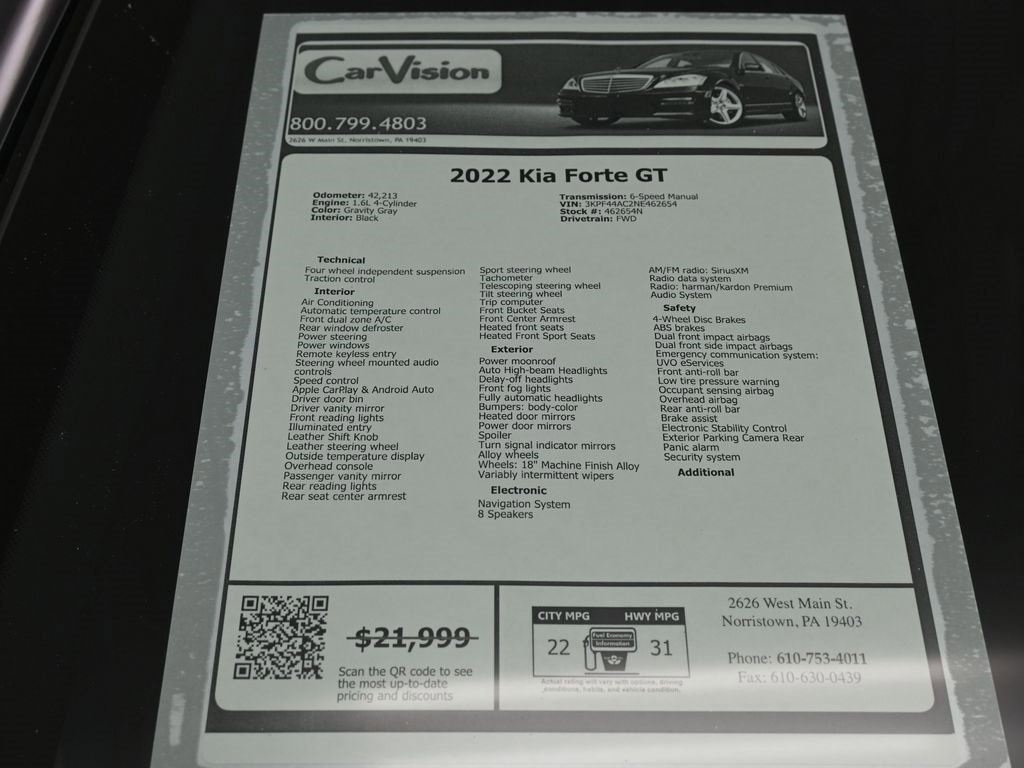 CarVision
800.799.4803
2626 W Main St, Norristown, PA 19403
2022 Kia Forte GT
Odometer: 42,213
Engine: 1.6L 4-Cylinder
Color: Gravity Gray
Interior: Black
Transmission: 6-Speed Manual
VIN: 3KPF44AC2NE462654
Stock #: 462654N
Drivetrain: FWD
Technical
Four wheel independent suspension
Traction control
Interior
Air Conditioning
Automatic temperature control
Front dual zone A/C
Rear window defroster
Power steering
Power windows
Remote keyless entry
Steering wheel mounted audio
controls
Speed control
Apple CarPlay & Android Auto
Driver door bin
Driver vanity mirror
Front reading lights
Illuminated entry
Leather Shift Knob
Leather steering wheel
Outside temperature display
Overhead console
Passenger vanity mirror
Rear reading lights
Rear seat center armrest
Sport steering wheel
Tachometer
Telescoping steering wheel
Tilt steering wheel
Trip computer
Front Bucket Seats
Front Center Armrest
Heated front seats
Heated Front Sport Seats
Exterior
Power moonroof
Auto High-beam Headlights
Delay-off headlights
Front fog lights
Fully automatic headlights
Bumpers: body-color
Heated door mirrors
Power door mirrors
Spoiler
Turn signal indicator mirrors
Alloy wheels
Wheels: 18" Machine Finish Alloy
Variably intermittent wipers
Electronic
Navigation System
8 Speakers
AM/FM radio: SiriusXM
Radio data system
Radio: harman/kardon Premium
Audio System
Safety
4-Wheel Disc Brakes
ABS brakes
Dual front impact airbags
Dual front side impact airbags
Emergency communication system:
UVO eServices
Front anti-roll bar
Low tire pressure warning
Occupant sensing airbag
Overhead airbag
Rear anti-roll bar
Brake assist
Electronic Stability Control
Exterior Parking Camera Rear
Panic alarm
Security system
Additional
$21,999
Scan the QR code to see
the most up-to-date
pricing and discounts
CITY MPG
HWY MPG
22
Fuel Economy
Information
31
Actual rating will vary with options, driving
conditions, habits, and vehicle condition.
2626 West Main St.
Norristown, PA 19403
Phone: 610-753-4011
Fax: 610-630-0439